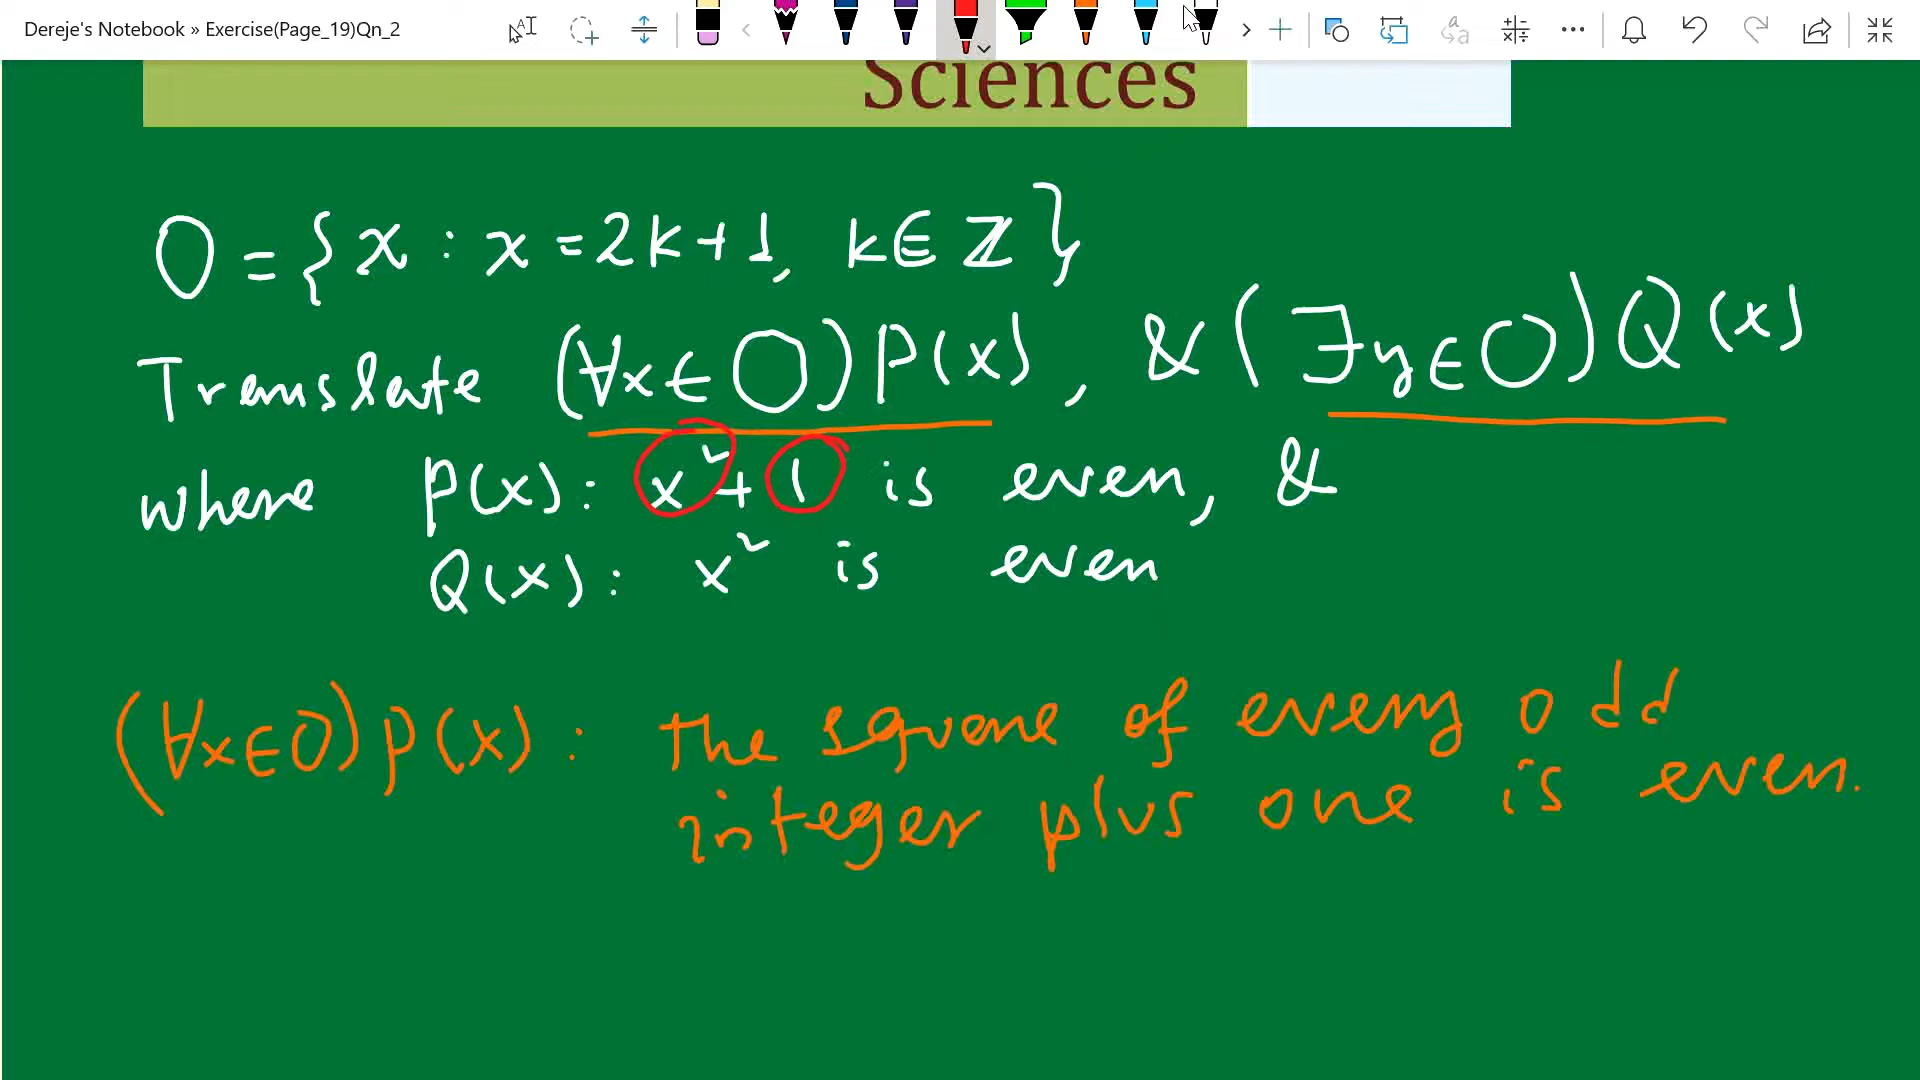 Dereje's Notebook » Exercise(Page_19)Qn_2
Sciences
O = {x : x = 2k+1, k∈ℤ}
Translate (∀x∈O)P(x), & (∃y∈O)Q(x)
where P(x): x²+1 is even, &
Q(x): x² is even
(∀x∈O)P(x): the square of every odd
integer plus one is even.